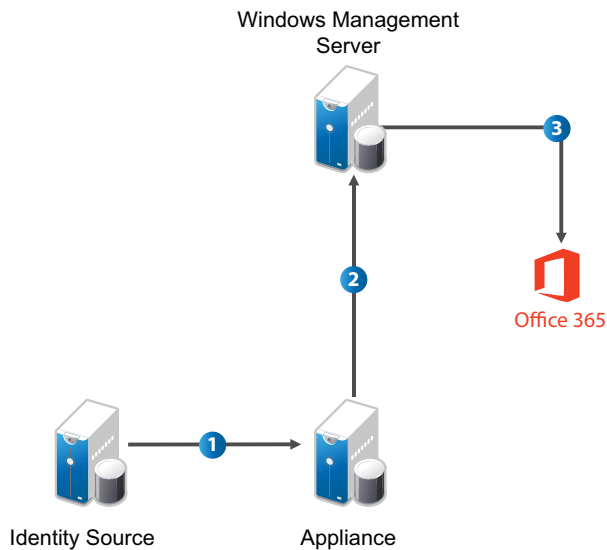 Windows Management
Server
3
2
Office 365
1
Identity Source
Appliance